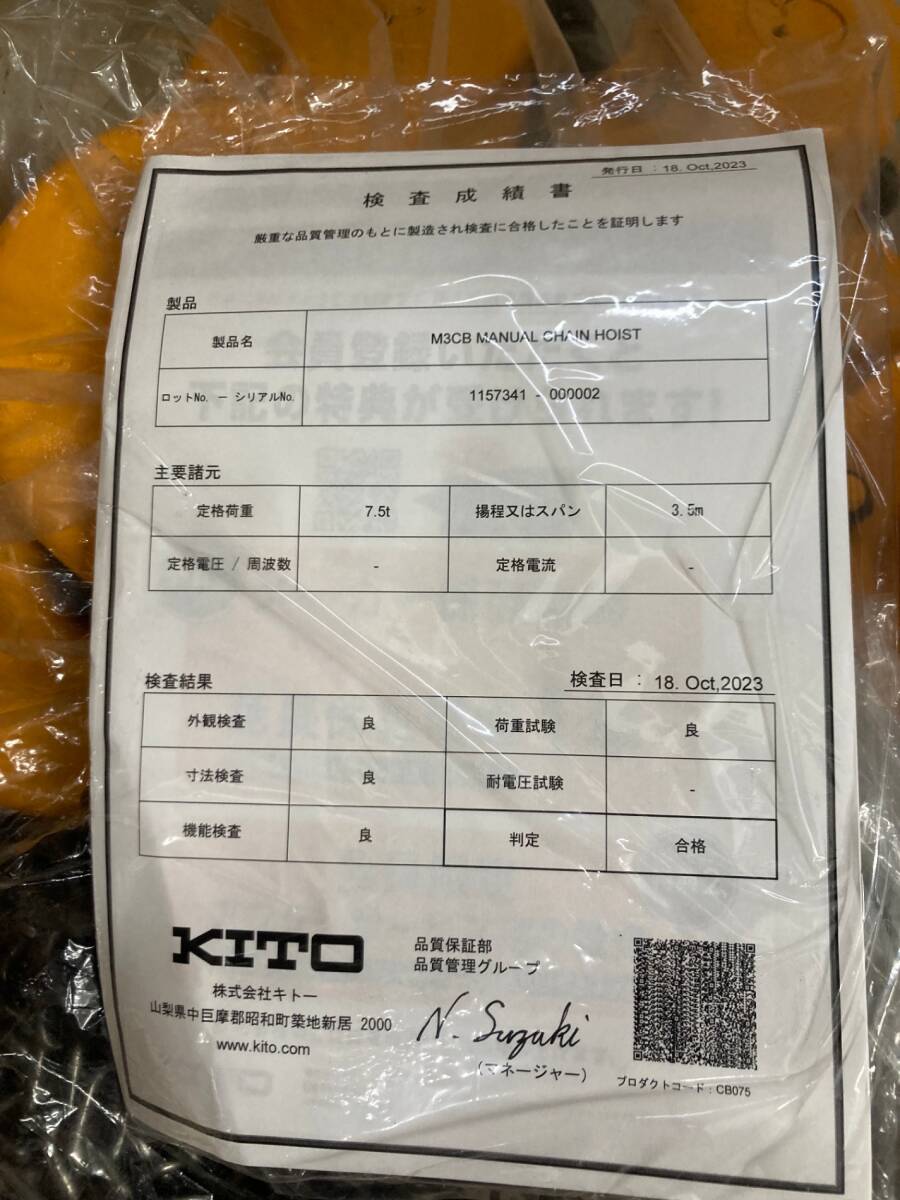 発行日 : 18. Oct,2023
検査成績書
厳重な品質管理のもとに製造され検査に合格したことを証明します
製品
製品名 M3CB MANUAL CHAIN HOIST
ロットNo. － シリアルNo. 1157341 - 000002
主要諸元
定格荷重 7.5t 揚程又はスパン 3.5m
定格電圧 / 周波数 - 定格電流 -
検査結果 検査日 : 18. Oct,2023
外観検査 良 荷重試験 良
寸法検査 良 耐電圧試験 -
機能検査 良 判定 合格
KITO
株式会社キトー
山梨県中巨摩郡昭和町築地新居 2000
www.kito.com
品質保証部
品質管理グループ
N. Suzuki
(マネージャー)
プロダクトコード : CB075